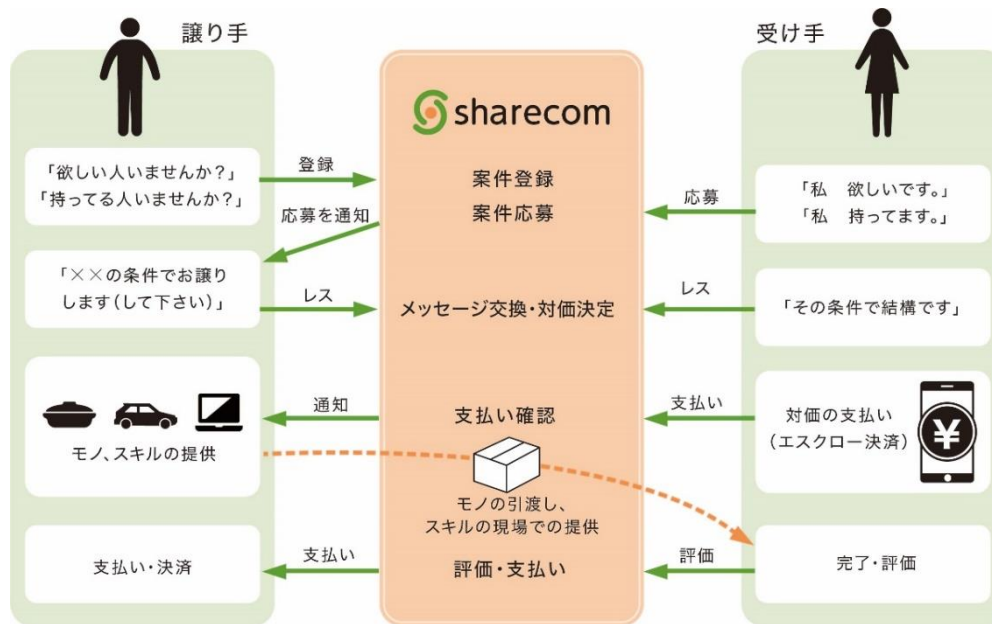 譲り手
受け手
sharecom
「欲しい人いませんか？」
「持ってる人いませんか？」
登録
案件登録
案件応募
応募
「私　欲しいです。」
「私　持ってます。」
応募を通知
「××の条件でお譲り
します(して下さい)」
レス
メッセージ交換・対価決定
レス
「その条件で結構です」
モノ、スキルの提供
通知
支払い確認
支払い
対価の支払い
(エスクロー決済)
¥
モノの引渡し、
スキルの現場での提供
支払い・決済
支払い
評価・支払い
評価
完了・評価